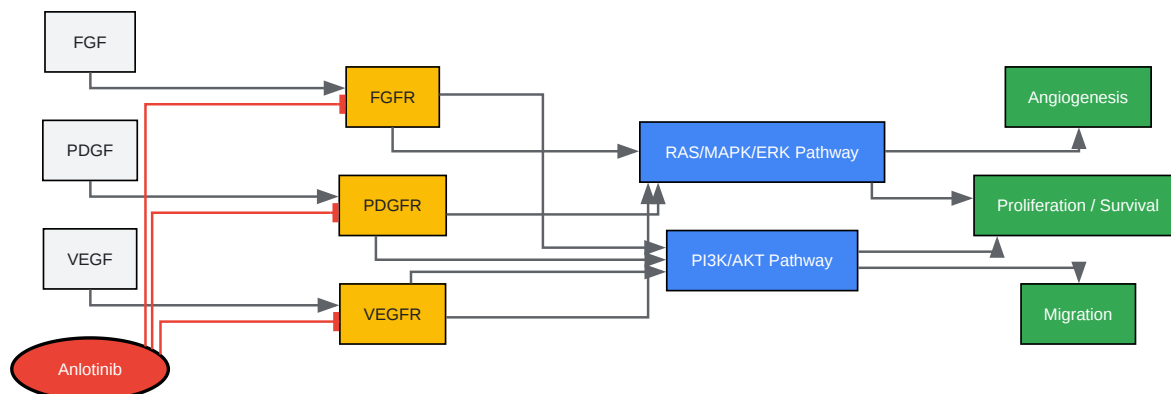 FGF
PDGF
VEGF
Anlotinib
FGFR
PDGFR
VEGFR
RAS/MAPK/ERK Pathway
PI3K/AKT Pathway
Angiogenesis
Proliferation / Survival
Migration